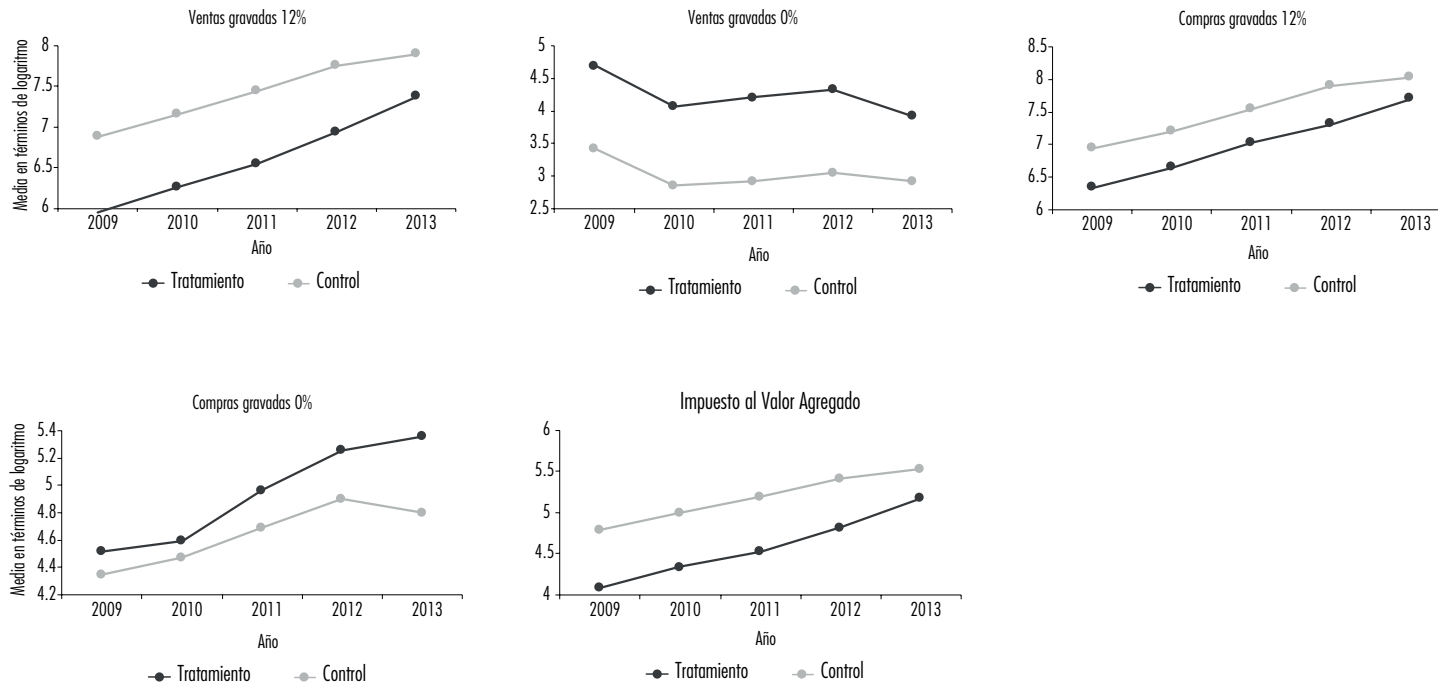 Ventas gravadas 12%
Media en términos de logaritmo
8
7.5
7
6.5
6
2009 2010 2011 2012 2013
Año
Tratamiento Control
Ventas gravadas 0%
5
4.5
4
3.5
3
2.5
2009 2010 2011 2012 2013
Año
Tratamiento Control
Compras gravadas 12%
8.5
8
7.5
7
6.5
6
2009 2010 2011 2012 2013
Año
Tratamiento Control
Compras gravadas 0%
Media en términos de logaritmo
5.4
5.2
5
4.8
4.6
4.4
4.2
2009 2010 2011 2012 2013
Año
Tratamiento Control
Impuesto al Valor Agregado
6
5.5
5
4.5
4
2009 2010 2011 2012 2013
Año
Tratamiento Control